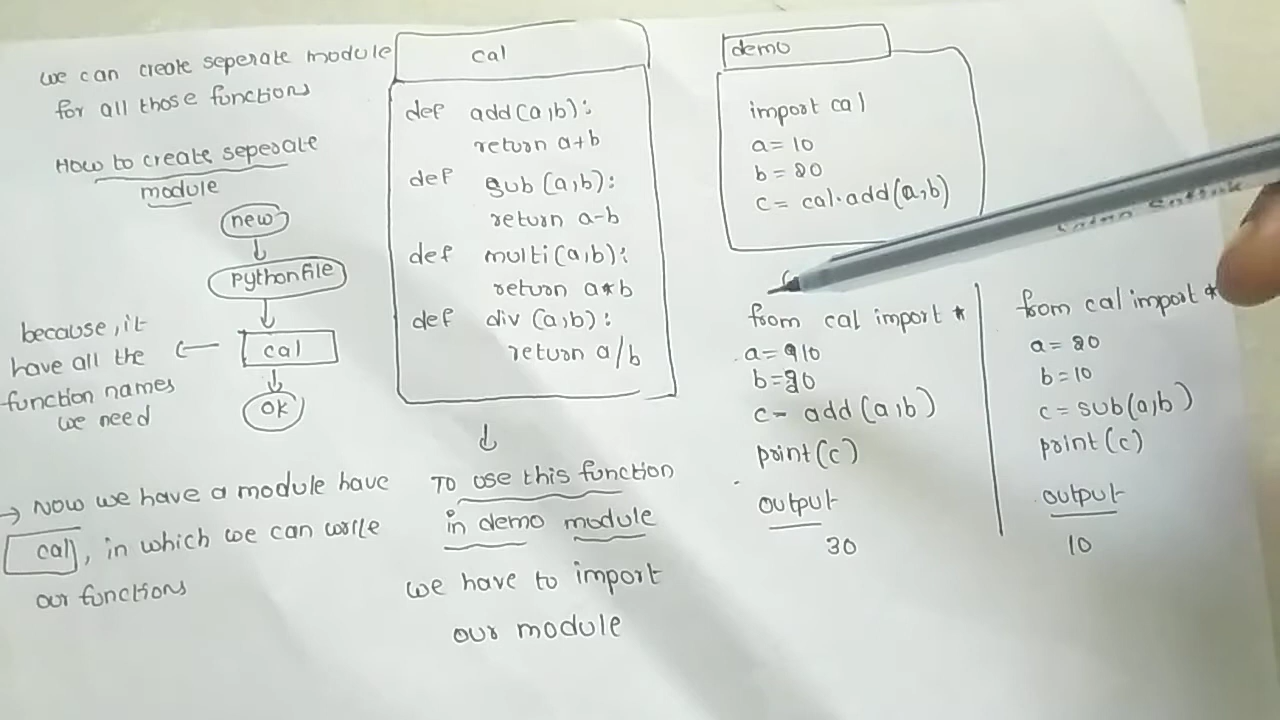 we can create seperate module
for all those functions
How to create seperate
module
new
Python file
cal
ok
because, it
have all the
function names
we need
→ Now we have a module have
cal, in which we can write
our functions
cal
def add(a,b):
return a+b
def sub(a,b):
return a-b
def multi(a,b):
return a*b
def div(a,b):
return a/b
To use this function
in demo module
we have to import
our module
demo
import cal
a=10
b=20
c=cal.add(a,b)
from cal import *
a=10
b=20
c=add(a,b)
print(c)
output
30
from cal import *
a=20
b=10
c=sub(a,b)
print(c)
output
10